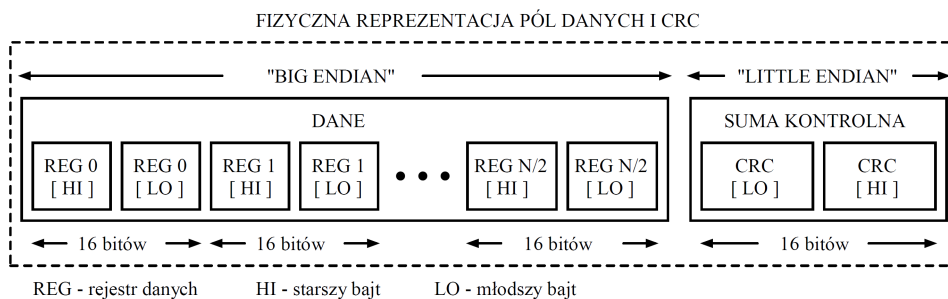 FIZYCZNA REPREZENTACJA PÓL DANYCH I CRC
"BIG ENDIAN" "LITTLE ENDIAN"
DANE SUMA KONTROLNA
REG 0 REG 0 REG 1 REG 1 REG N/2 REG N/2 CRC CRC
[ HI ] [ LO ] [ HI ] [ LO ] [ HI ] [ LO ] [ LO ] [ HI ]
16 bitów 16 bitów 16 bitów 16 bitów
REG - rejestr danych HI - starszy bajt LO - młodszy bajt